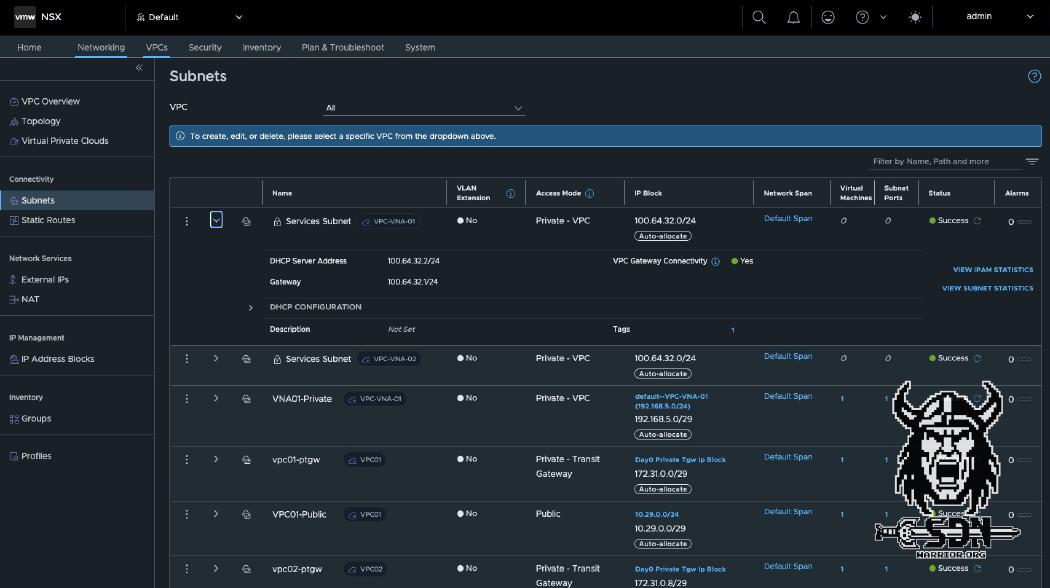 vmw NSX Default admin
Home Networking VPCs Security Inventory Plan & Troubleshoot System
«
Subnets
VPC All
To create, edit, or delete, please select a specific VPC from the dropdown above.
Filter by Name, Path and more
VPC Overview
Topology
Virtual Private Clouds
Connectivity
Subnets
Static Routes
Network Services
External IPs
NAT
IP Management
IP Address Blocks
Inventory
Groups
Profiles
Name VLAN Extension Access Mode IP Block Network Span Virtual Machines Subnet Ports Status Alarms
Services Subnet VPC-VNA-01 No Private - VPC 100.64.32.0/24 Default Span 0 0 Success 0
Auto-allocate
DHCP Server Address 100.64.32.2/24 VPC Gateway Connectivity Yes
VIEW IPAM STATISTICS
Gateway 100.64.32.1/24
VIEW SUBNET STATISTICS
DHCP CONFIGURATION
Description Not Set Tags 1
Services Subnet VPC-VNA-02 No Private - VPC 100.64.32.0/24 Default Span 0 0 Success 0
Auto-allocate
VNA01-Private VPC-VNA-01 No Private - VPC default--VPC-VNA-01 Default Span 1 1 0
(192.168.5.0/24)
192.168.5.0/29
Auto-allocate
vpc01-ptgw VPC01 No Private - Transit Day0 Private Tgw Ip Block Default Span 1 1 0
Gateway 172.31.0.0/29
Auto-allocate
VPC01-Public VPC01 No Public 10.29.0.0/24 Default Span 1 1 Success 0
10.29.0.0/29
Auto-allocate
SDN
WARRIOR.ORG
vpc02-ptgw VPC02 No Private - Transit Day0 Private Tgw Ip Block Default Span 1 1 Success 0
Gateway 172.31.0.8/29